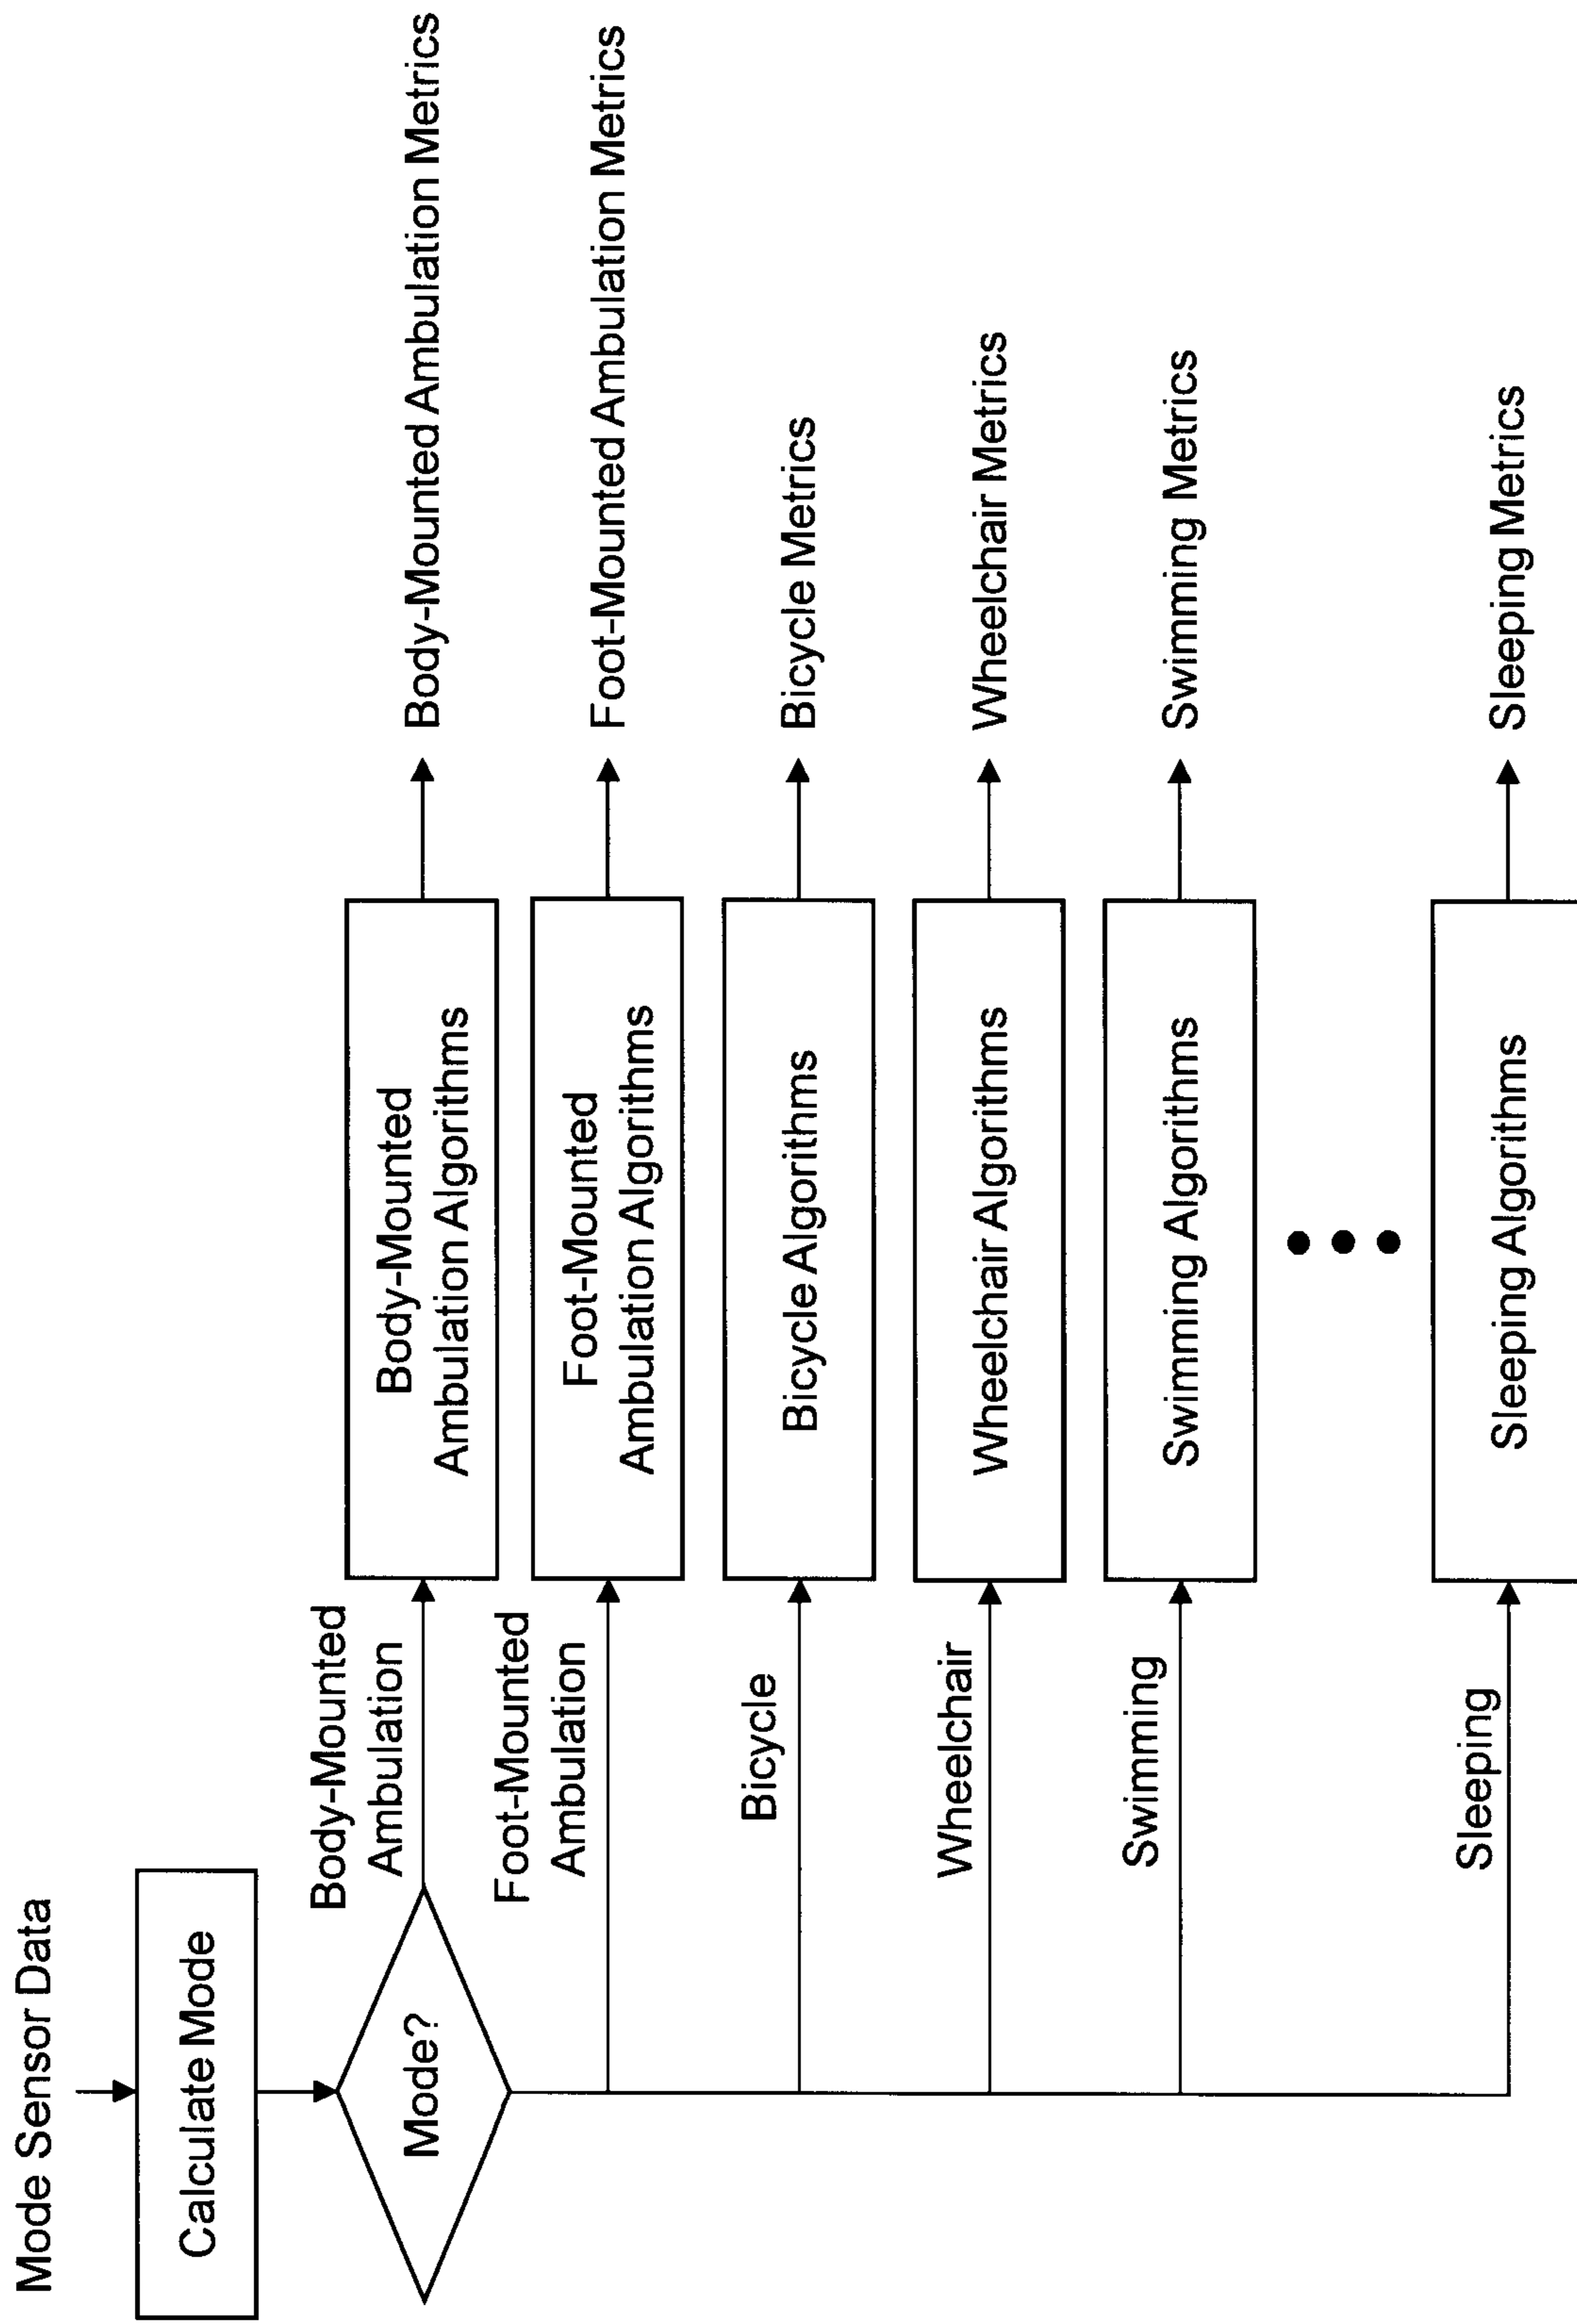 Mode Sensor Data
Calculate Mode
Mode?
Body-Mounted
Ambulation
Body-Mounted
Ambulation Algorithms
Body-Mounted Ambulation Metrics
Foot-Mounted
Ambulation
Foot-Mounted
Ambulation Algorithms
Foot-Mounted Ambulation Metrics
Bicycle
Bicycle Algorithms
Bicycle Metrics
Wheelchair
Wheelchair Algorithms
Wheelchair Metrics
Swimming
Swimming Algorithms
Swimming Metrics
Sleeping
Sleeping Algorithms
Sleeping Metrics